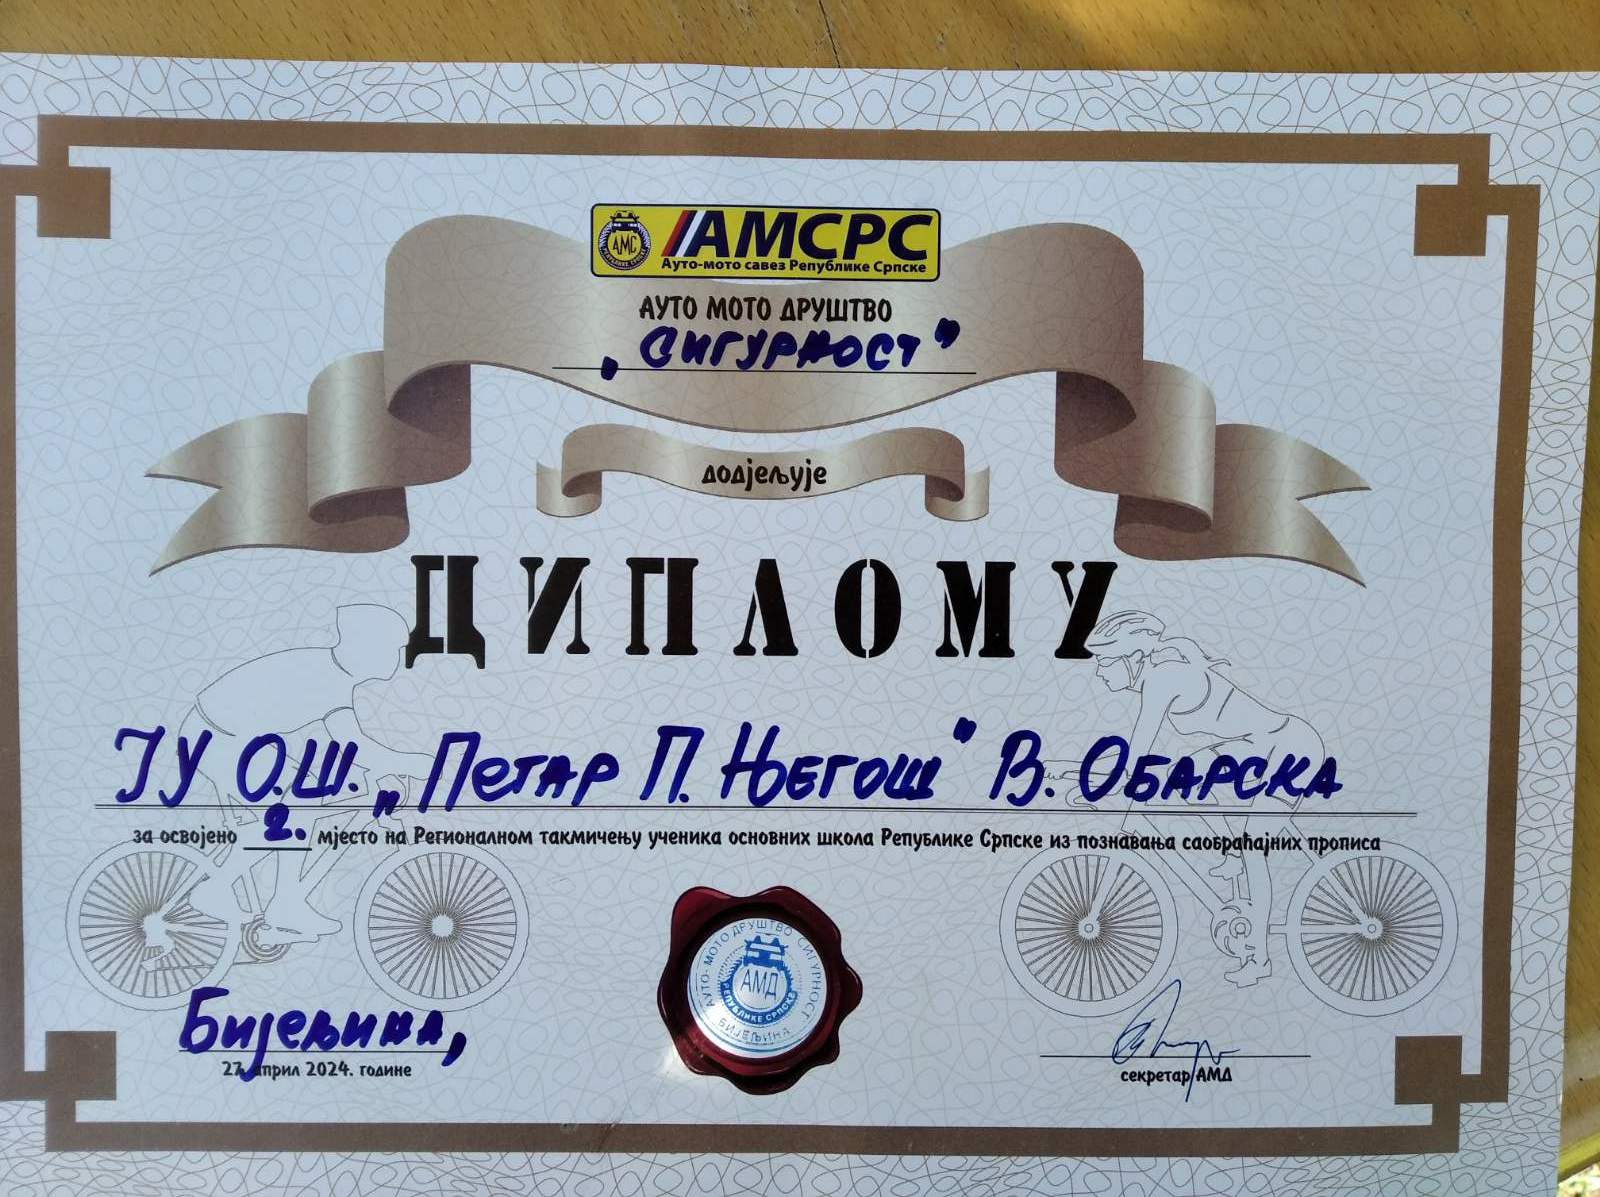 АМС
АМСРС
Ауто-мото савез Републике Српске
АУТО МОТО ДРУШТВО
„СИГУРНОСТ”
додјељује
ДИПЛОМУ
ЈУ О.Ш. „ПЕТАР П. ЊЕГОШ” В. ОБАРСКА
за освојено 2. мјесто на Регионалном такмичењу ученика основних школа Републике Српске из познавања саобраћајних прописа
АУТО-МОТО ДРУШТВО СИГУРНОСТ
АМД
РЕПУБЛИКЕ СРПСКЕ
БИЈЕЉИНА
Бијељина,
27. април 2024. године
секретар АМД